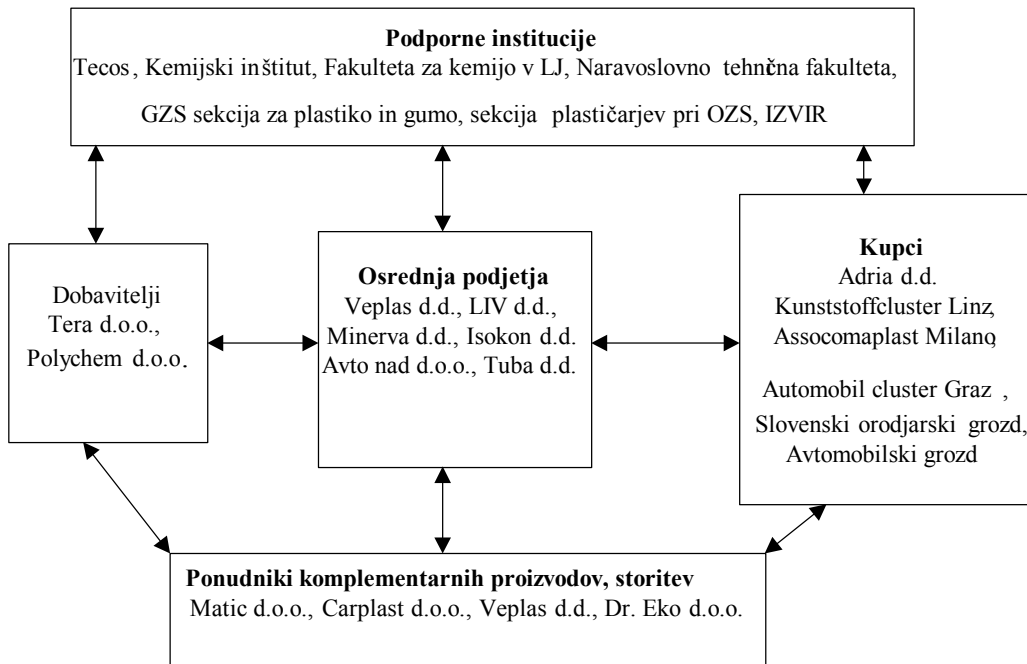 Podporne institucije
Tecos, Kemijski inštitut, Fakulteta za kemijo v LJ, Naravoslovno tehnična fakulteta,
GZS sekcija za plastiko in gumo, sekcija plastičarjev pri OZS, IZVIR
Dobavitelji
Tera d.o.o.,
Polychem d.o.o.
Osrednja podjetja
Veplas d.d., LIV d.d.,
Minerva d.d., Isokon d.d.
Avto nad d.o.o., Tuba d.d.
Kupci
Adria d.d.
Kunststoffcluster Linz,
Assocomaplast Milano,
Automobil cluster Graz ,
Slovenski orodjarski grozd,
Avtomobilski grozd
Ponudniki komplementarnih proizvodov, storitev
Matic d.o.o., Carplast d.o.o., Veplas d.d., Dr. Eko d.o.o.